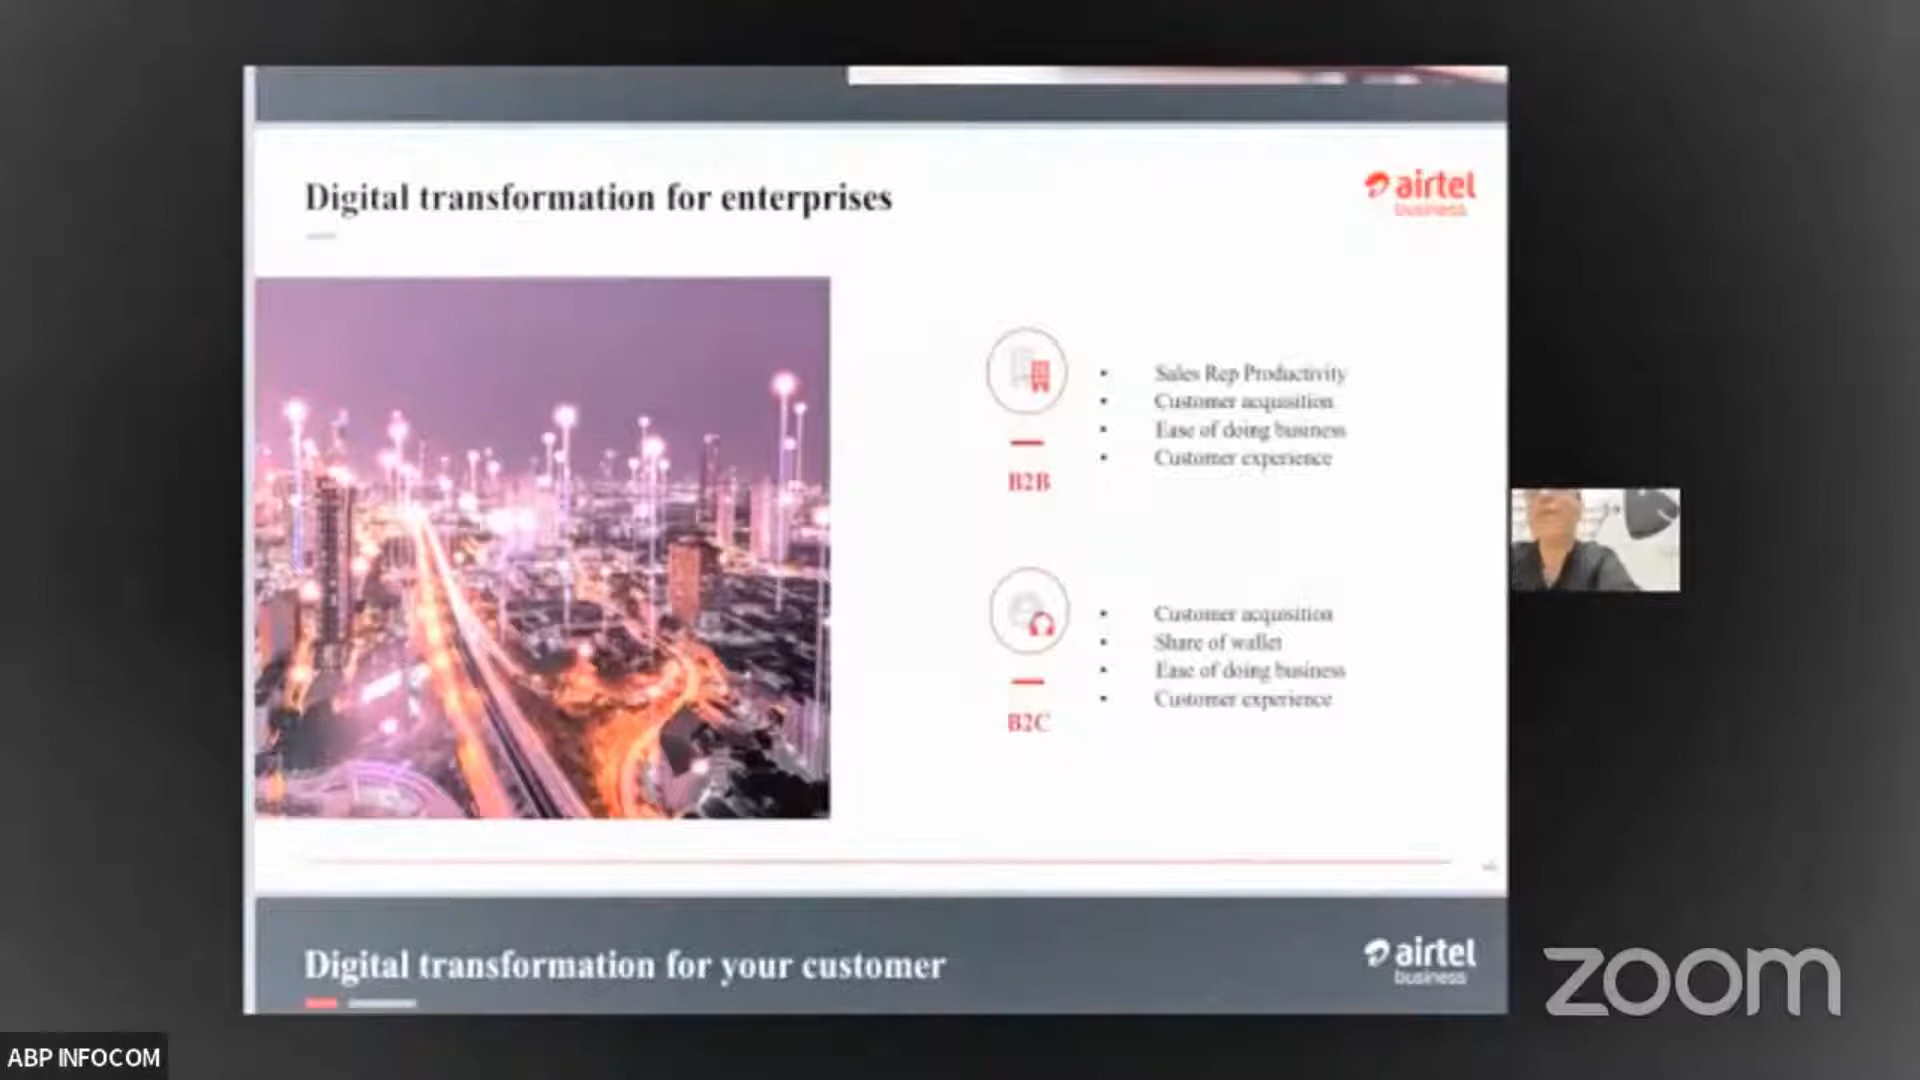 Digital transformation for enterprises
airtel
business
Sales Rep Productivity
Customer acquisition
Ease of doing business
Customer experience
B2B
Customer acquisition
Share of wallet
Ease of doing business
Customer experience
B2C
Digital transformation for your customer
airtel
business
zoom
ABP INFOCOM